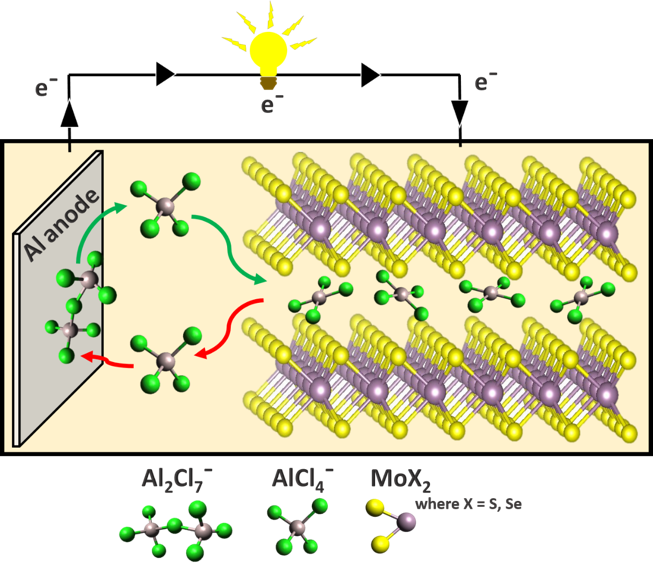 e⁻
e⁻
e⁻
Al anode
Al₂Cl₇⁻
AlCl₄⁻
MoX₂
where X = S, Se